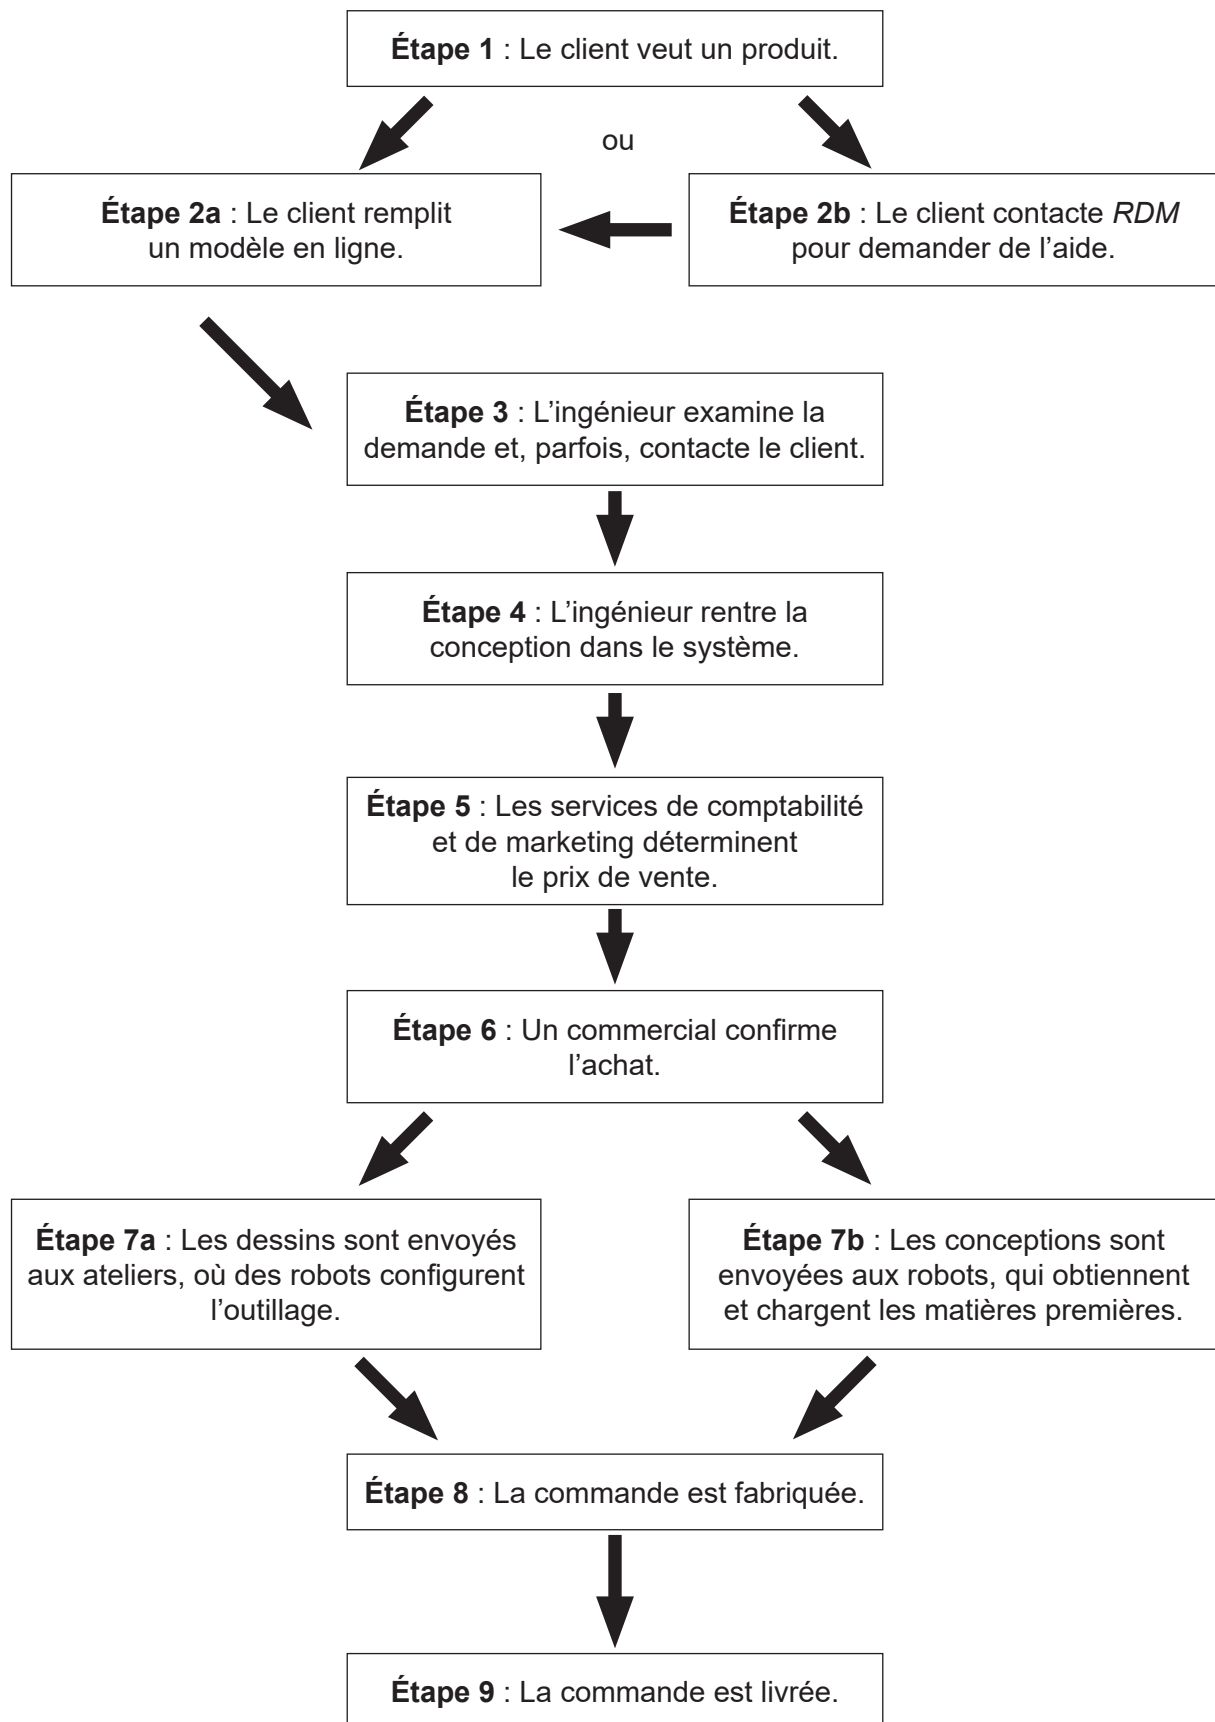 Étape 1 : Le client veut un produit.
ou
Étape 2a : Le client remplit
un modèle en ligne.
Étape 2b : Le client contacte RDM
pour demander de l’aide.
Étape 3 : L’ingénieur examine la
demande et, parfois, contacte le client.
Étape 4 : L’ingénieur rentre la
conception dans le système.
Étape 5 : Les services de comptabilité
et de marketing déterminent
le prix de vente.
Étape 6 : Un commercial confirme
l’achat.
Étape 7a : Les dessins sont envoyés
aux ateliers, où des robots configurent
l’outillage.
Étape 7b : Les conceptions sont
envoyées aux robots, qui obtiennent
et chargent les matières premières.
Étape 8 : La commande est fabriquée.
Étape 9 : La commande est livrée.